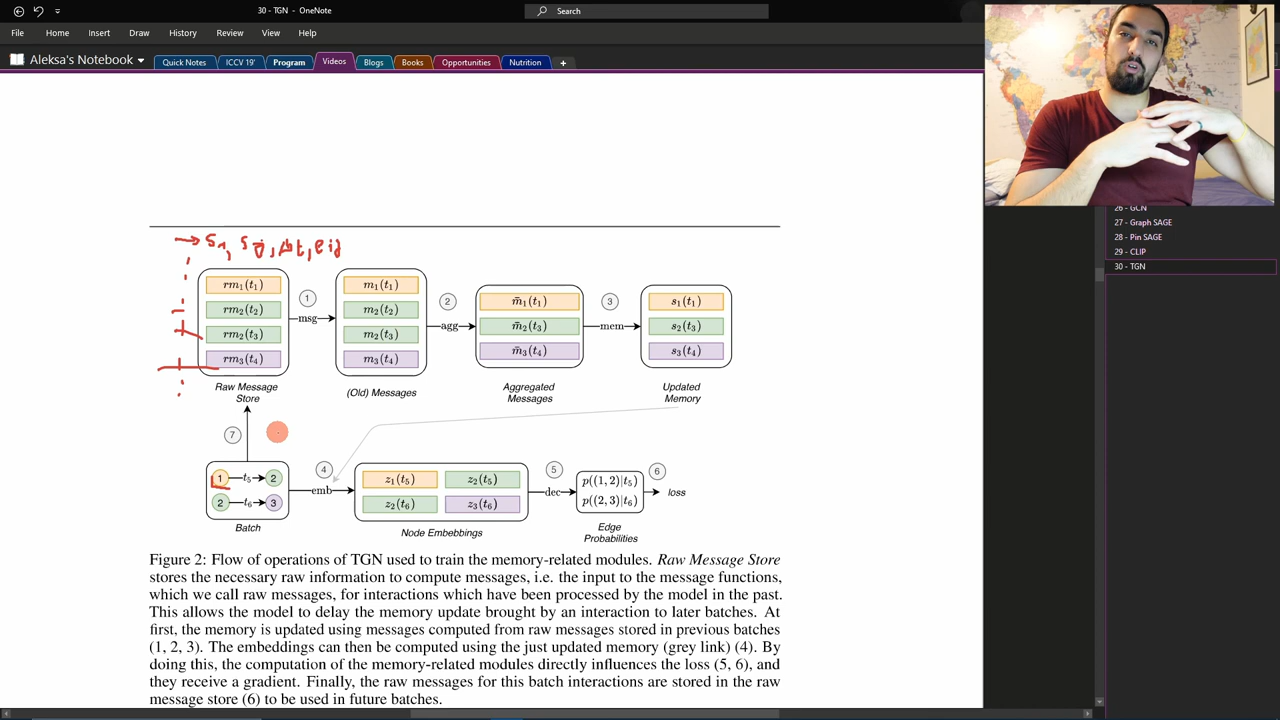 30 - TGN - OneNote
Search
File Home Insert Draw History Review View Help
Aleksa's Notebook Quick Notes ICCV 19' Program Videos Blogs Books Opportunities Nutrition +
26 - GCN
27 - Graph SAGE
28 - Pin SAGE
29 - CLIP
30 - TGN
rm₁(t₁) rm₂(t₂) rm₂(t₃) rm₃(t₄)
Raw Message
Store
1
msg
m₁(t₁) m₂(t₂) m₂(t₃) m₃(t₄)
(Old) Messages
2
agg
m̄₁(t₁) m̄₂(t₃) m̄₃(t₄)
Aggregated
Messages
3
mem
s₁(t₁) s₂(t₃) s₃(t₄)
Updated
Memory
7
1 t₅ 2
2 t₆ 3
Batch
4
emb
z₁(t₅) z₂(t₅)
z₂(t₆) z₃(t₆)
Node Embeddings
5
dec
p((1, 2)|t₅)
p((2, 3)|t₆)
Edge
Probabilities
6
loss
Figure 2: Flow of operations of TGN used to train the memory-related modules. Raw Message Store
stores the necessary raw information to compute messages, i.e. the input to the message functions,
which we call raw messages, for interactions which have been processed by the model in the past.
This allows the model to delay the memory update brought by an interaction to later batches. At
first, the memory is updated using messages computed from raw messages stored in previous batches
(1, 2, 3). The embeddings can then be computed using the just updated memory (grey link) (4). By
doing this, the computation of the memory-related modules directly influences the loss (5, 6), and
they receive a gradient. Finally, the raw messages for this batch interactions are stored in the raw
message store (6) to be used in future batches.